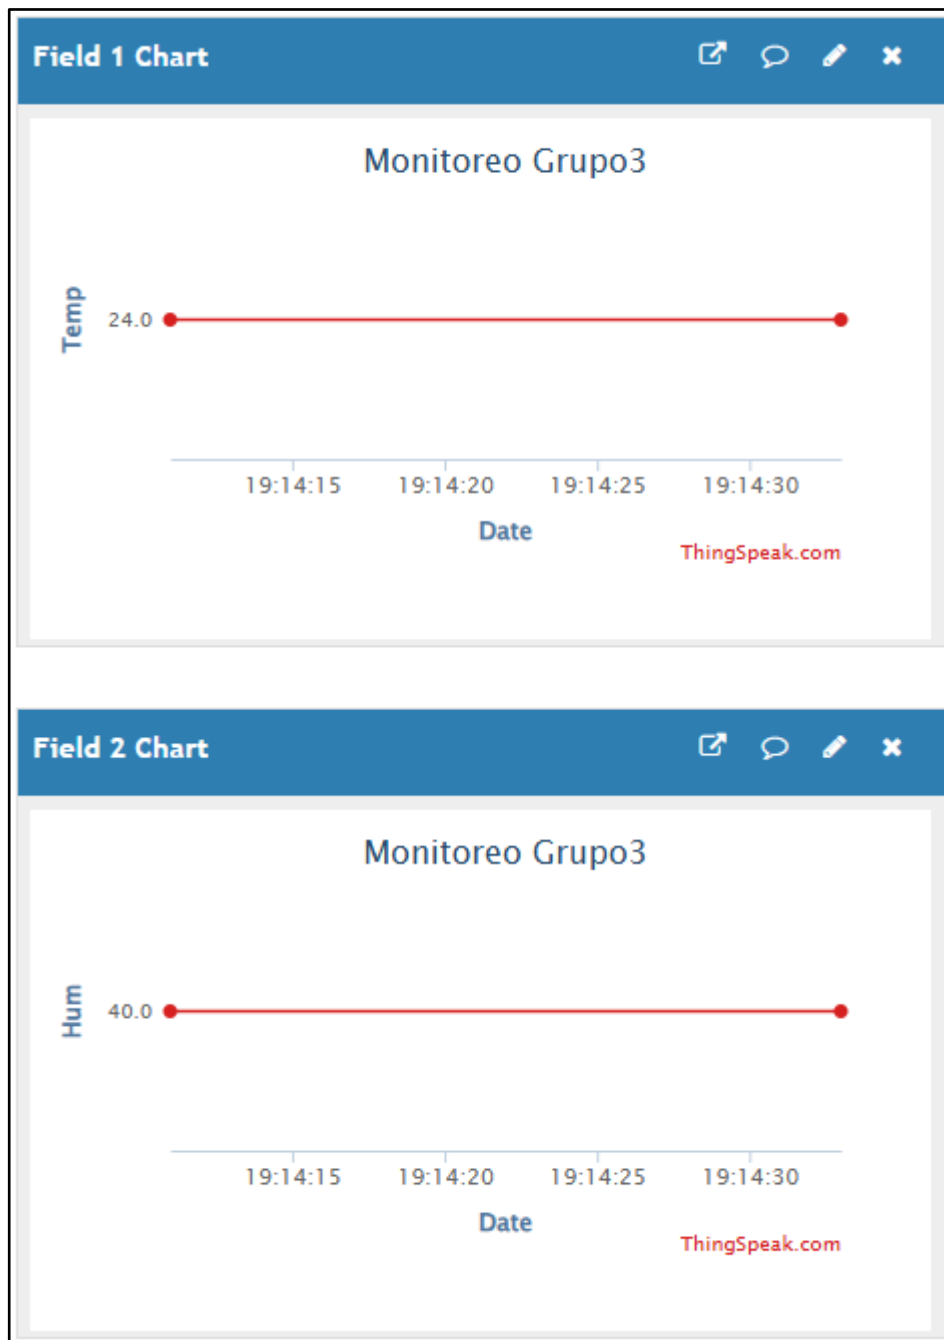 Field 1 Chart
Monitoreo Grupo3
Temp
24.0
19:14:15 19:14:20 19:14:25 19:14:30
Date
ThingSpeak.com
Field 2 Chart
Monitoreo Grupo3
Hum
40.0
19:14:15 19:14:20 19:14:25 19:14:30
Date
ThingSpeak.com